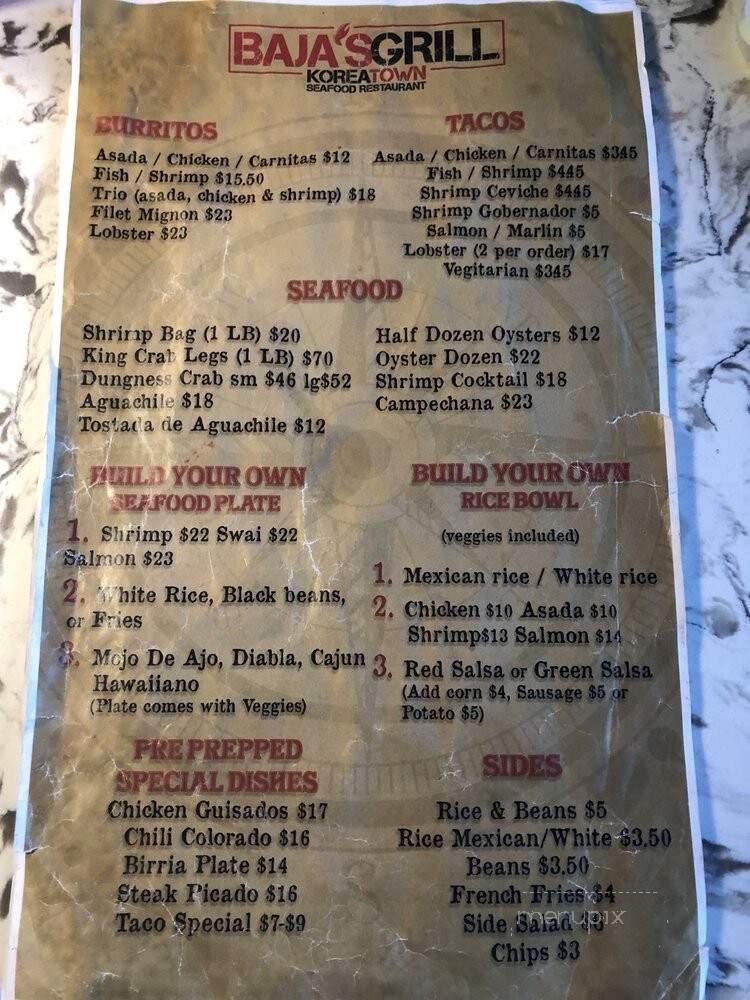 BAJA'SGRILL
KOREATOWN
SEAFOOD RESTAURANT
BURRITOS
Asada / Chicken / Carnitas $12
Fish / Shrimp $15.50
Trio (asada, chicken & shrimp) $18
Filet Mignon $23
Lobster $23
TACOS
Asada / Chicken / Carnitas $345
Fish / Shrimp $445
Shrimp Ceviche $445
Shrimp Gobernador $5
Salmon / Marlin $5
Lobster (2 per order) $17
Vegitarian $345
SEAFOOD
Shrimp Bag (1 LB) $20
King Crab Legs (1 LB) $70
Dungness Crab sm $46 lg$52
Aguachile $18
Tostada de Aguachile $12
Half Dozen Oysters $12
Oyster Dozen $22
Shrimp Cocktail $18
Campechana $23
BUILD YOUR OWN
SEAFOOD PLATE
1. Shrimp $22 Swai $22
Salmon $23
2. White Rice, Black beans,
or Fries
3. Mojo De Ajo, Diabla, Cajun
Hawaiiano
(Plate comes with Veggies)
BUILD YOUR OWN
RICE BOWL
(veggies included)
1. Mexican rice / White rice
2. Chicken $10 Asada $10
Shrimp$13 Salmon $14
3. Red Salsa or Green Salsa
(Add corn $4, Sausage $5 or
Potato $5)
PRE PREPPED
SPECIAL DISHES
Chicken Guisados $17
Chili Colorado $16
Birria Plate $14
Steak Picado $16
Taco Special $7-$9
SIDES
Rice & Beans $5
Rice Mexican/White $3.50
Beans $3.50
French Fries $4
Side Salad $6
Chips $3
menupix